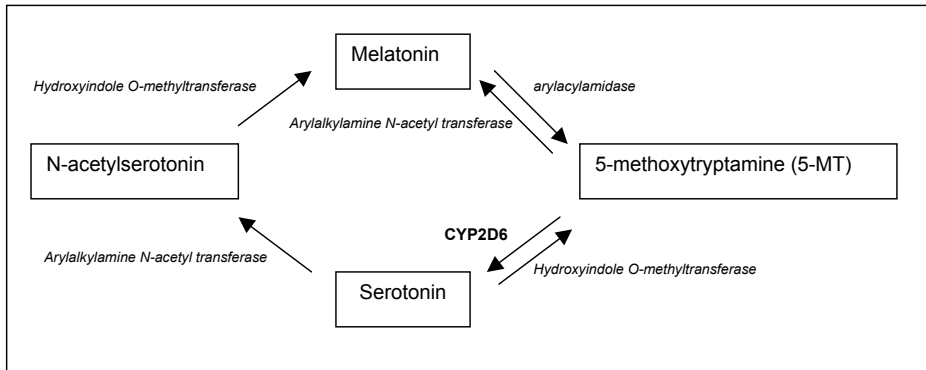 Melatonin
Hydroxyindole O-methyltransferase
arylacylamidase
Arylalkylamine N-acetyl transferase
N-acetylserotonin
5-methoxytryptamine (5-MT)
CYP2D6
Arylalkylamine N-acetyl transferase
Hydroxyindole O-methyltransferase
Serotonin